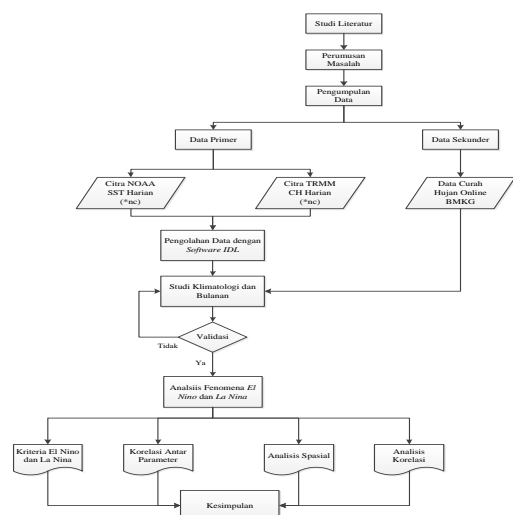 Studi Literatur
Perumusan
Masalah
Pengumpulan
Data
Data Primer
Data Sekunder
Citra NOAA
SST Harian
(*nc)
Citra TRMM
CH Harian
(*nc)
Data Curah
Hujan Online
BMKG
Pengolahan Data dengan
Software IDL
Studi Klimatologi dan
Bulanan
Validasi
Tidak
Ya
Analsiis Fenomena El
Nino dan La Nina
Kriteria El Nino
dan La Nina
Korelasi Antar
Parameter
Analisis Spasial
Analisis
Korelasi
Kesimpulan